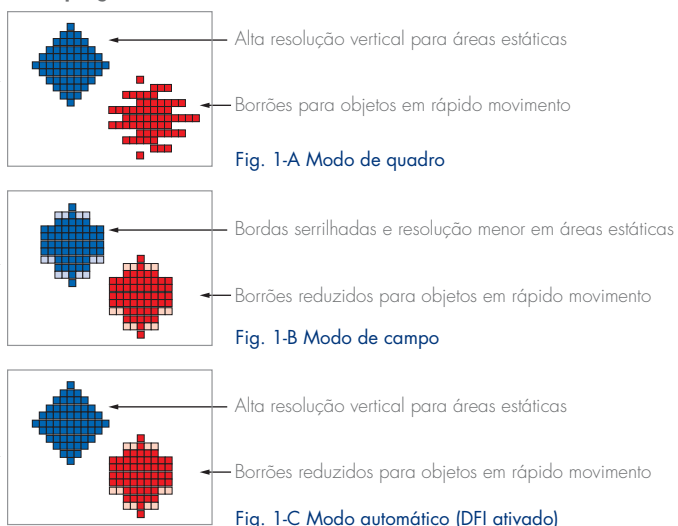 Alta resolução vertical para áreas estáticas
Borrões para objetos em rápido movimento
Fig. 1-A Modo de quadro
Bordas serrilhadas e resolução menor em áreas estáticas
Borrões reduzidos para objetos em rápido movimento
Fig. 1-B Modo de campo
Alta resolução vertical para áreas estáticas
Borrões reduzidos para objetos em rápido movimento
Fig. 1-C Modo automático (DFI ativado)